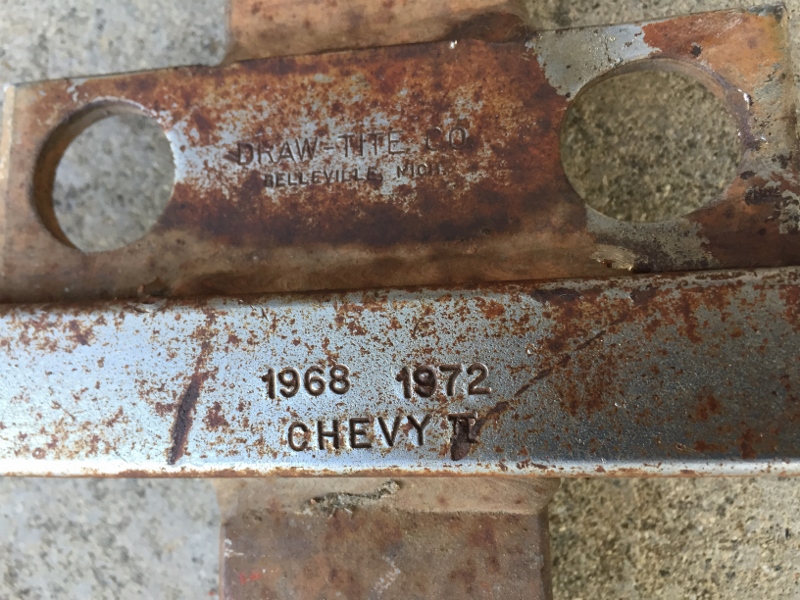 DRAW-TITE CO.
BELLEVILLE, MICH.
1968 1972
CHEVY II